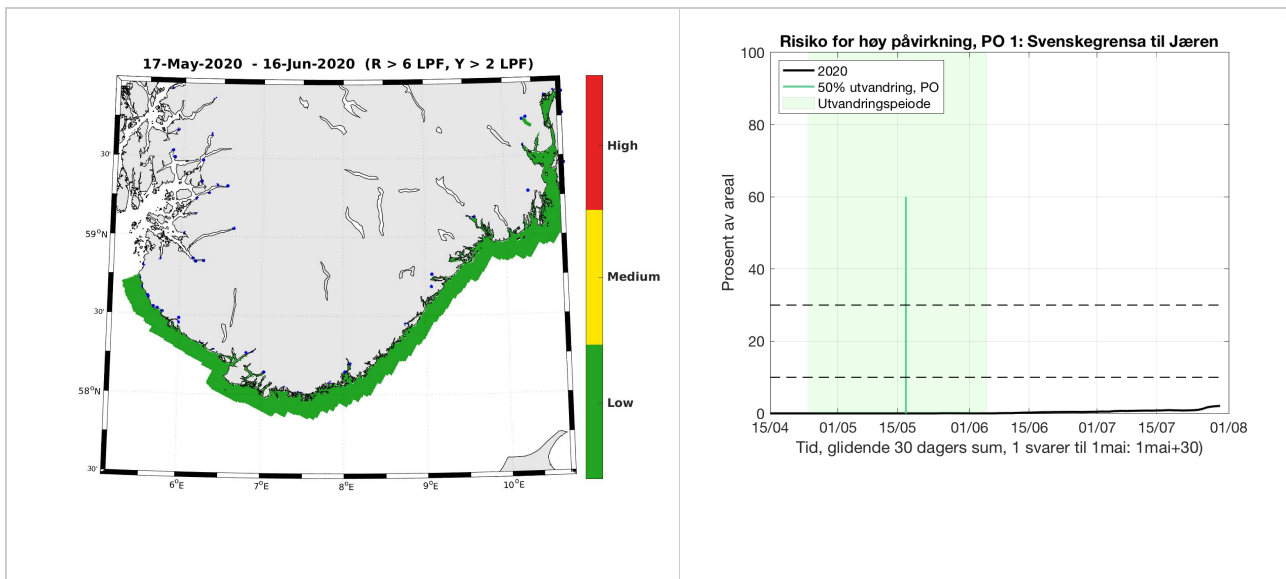 17-May-2020 - 16-Jun-2020 (R > 6 LPF, Y > 2 LPF)
30'
59°N
30'
58°N
30'
6°E
7°E
8°E
9°E
10°E
High
Medium
Low
Risiko for høy påvirkning, PO 1: Svenskegrensa til Jæren
2020
50% utvandring, PO
Utvandringspeiode
Prosent av areal
100
80
60
40
20
0
15/04
01/05
15/05
01/06
15/06
01/07
15/07
01/08
Tid, glidende 30 dagers sum, 1 svarer til 1mai: 1mai+30)